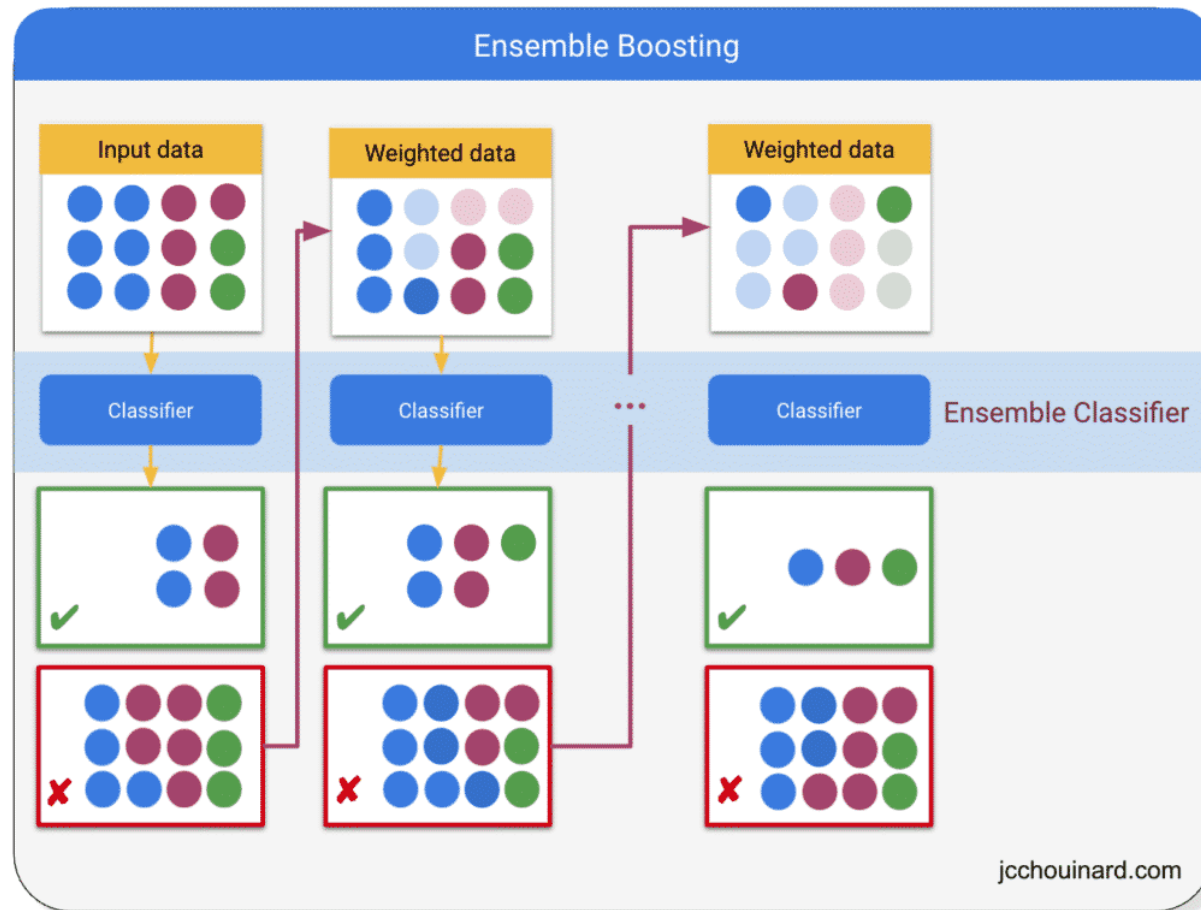 Ensemble Boosting
Input data
Weighted data
Weighted data
Classifier
Classifier
...
Classifier
Ensemble Classifier
jcchouinard.com